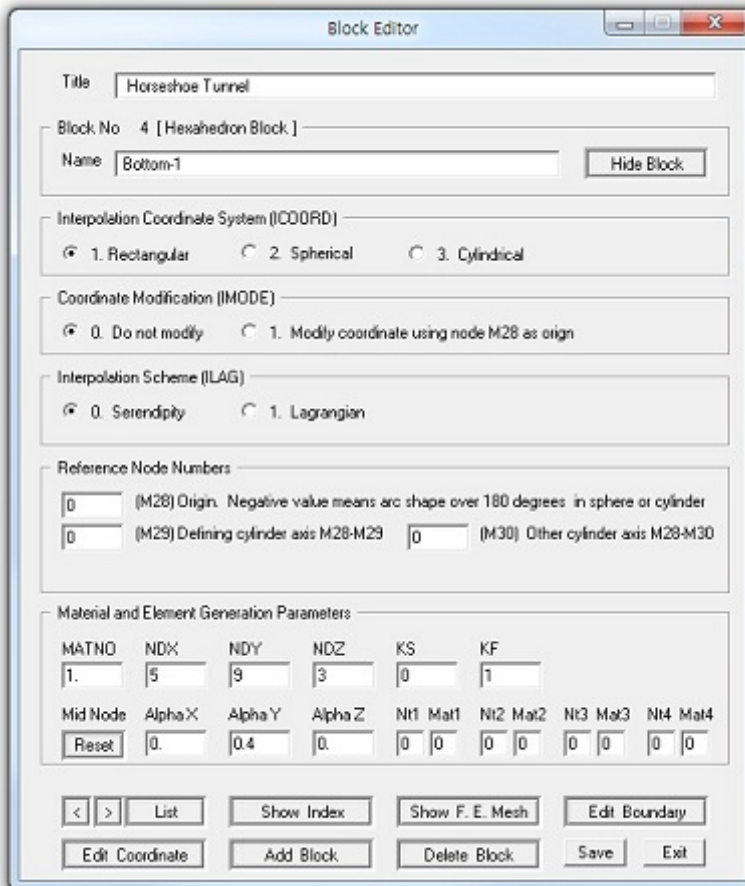 Block Editor
Title Horseshoe Tunnel
Block No 4 [ Hexahedron Block ]
Name Bottom-1 Hide Block
Interpolation Coordinate System (ICOORD)
1. Rectangular 2. Spherical 3. Cylindrical
Coordinate Modification (IMODE)
0. Do not modify 1. Modify coordinate using node M28 as orign
Interpolation Scheme (ILAG)
0. Serendipity 1. Lagrangian
Reference Node Numbers
0 (M28) Origin. Negative value means arc shape over 180 degrees in sphere or cylinder
0 (M29) Defining cylinder axis M28-M29 0 (M30) Other cylinder axis M28-M30
Material and Element Generation Parameters
MATNO NDX NDY NDZ KS KF
1. 5 9 3 0 1
Mid Node Alpha X Alpha Y Alpha Z Nt1 Mat1 Nt2 Mat2 Nt3 Mat3 Nt4 Mat4
Reset 0. 0.4 0. 0 0 0 0 0 0 0 0
< > List Show Index Show F. E. Mesh Edit Boundary
Edit Coordinate Add Block Delete Block Save Exit